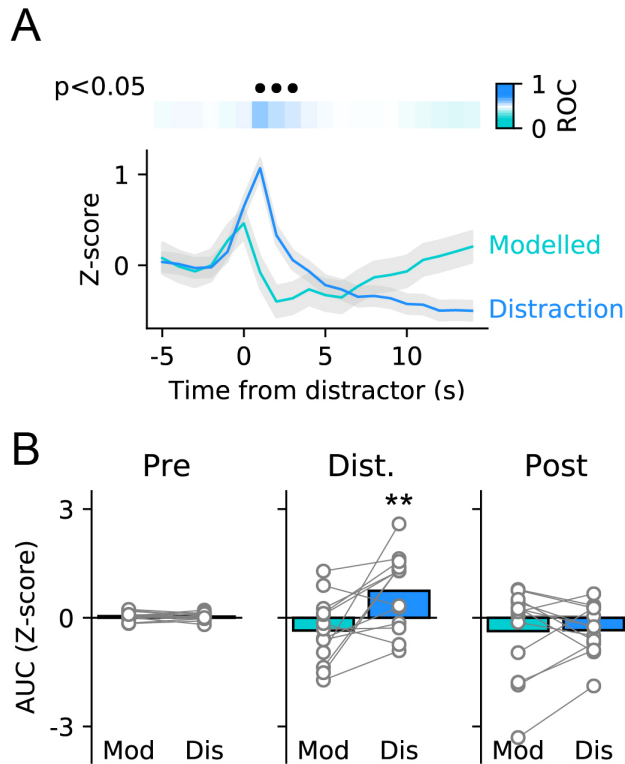 A
p<0.05
1
0
ROC
Z-score
1
0
Modelled
Distraction
-5 0 5 10
Time from distractor (s)
B
Pre Dist. Post
**
AUC (Z-score)
3
0
-3
Mod Dis Mod Dis Mod Dis